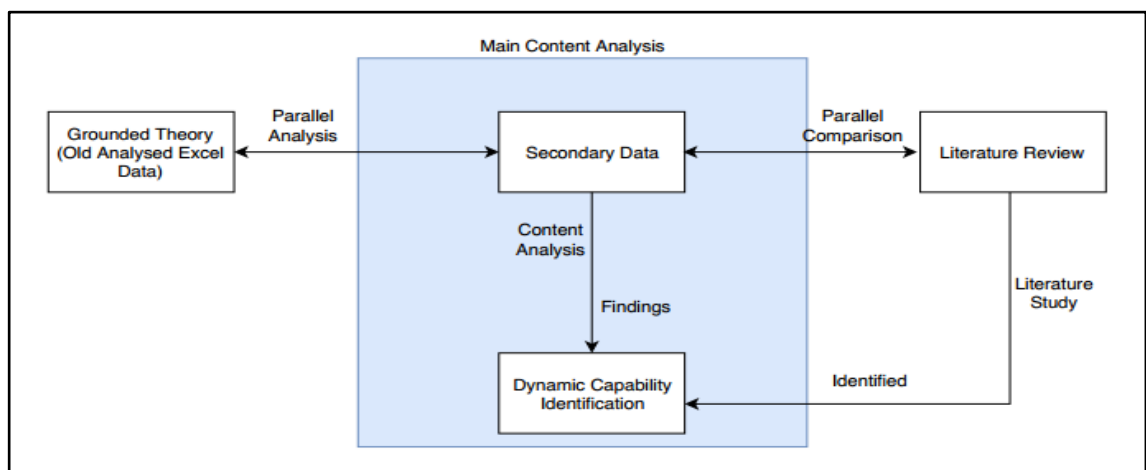 Main Content Analysis
Grounded Theory
(Old Analysed Excel
Data)
Parallel
Analysis
Secondary Data
Parallel
Comparison
Literature Review
Content
Analysis
Findings
Literature
Study
Dynamic Capability
Identification
Identified